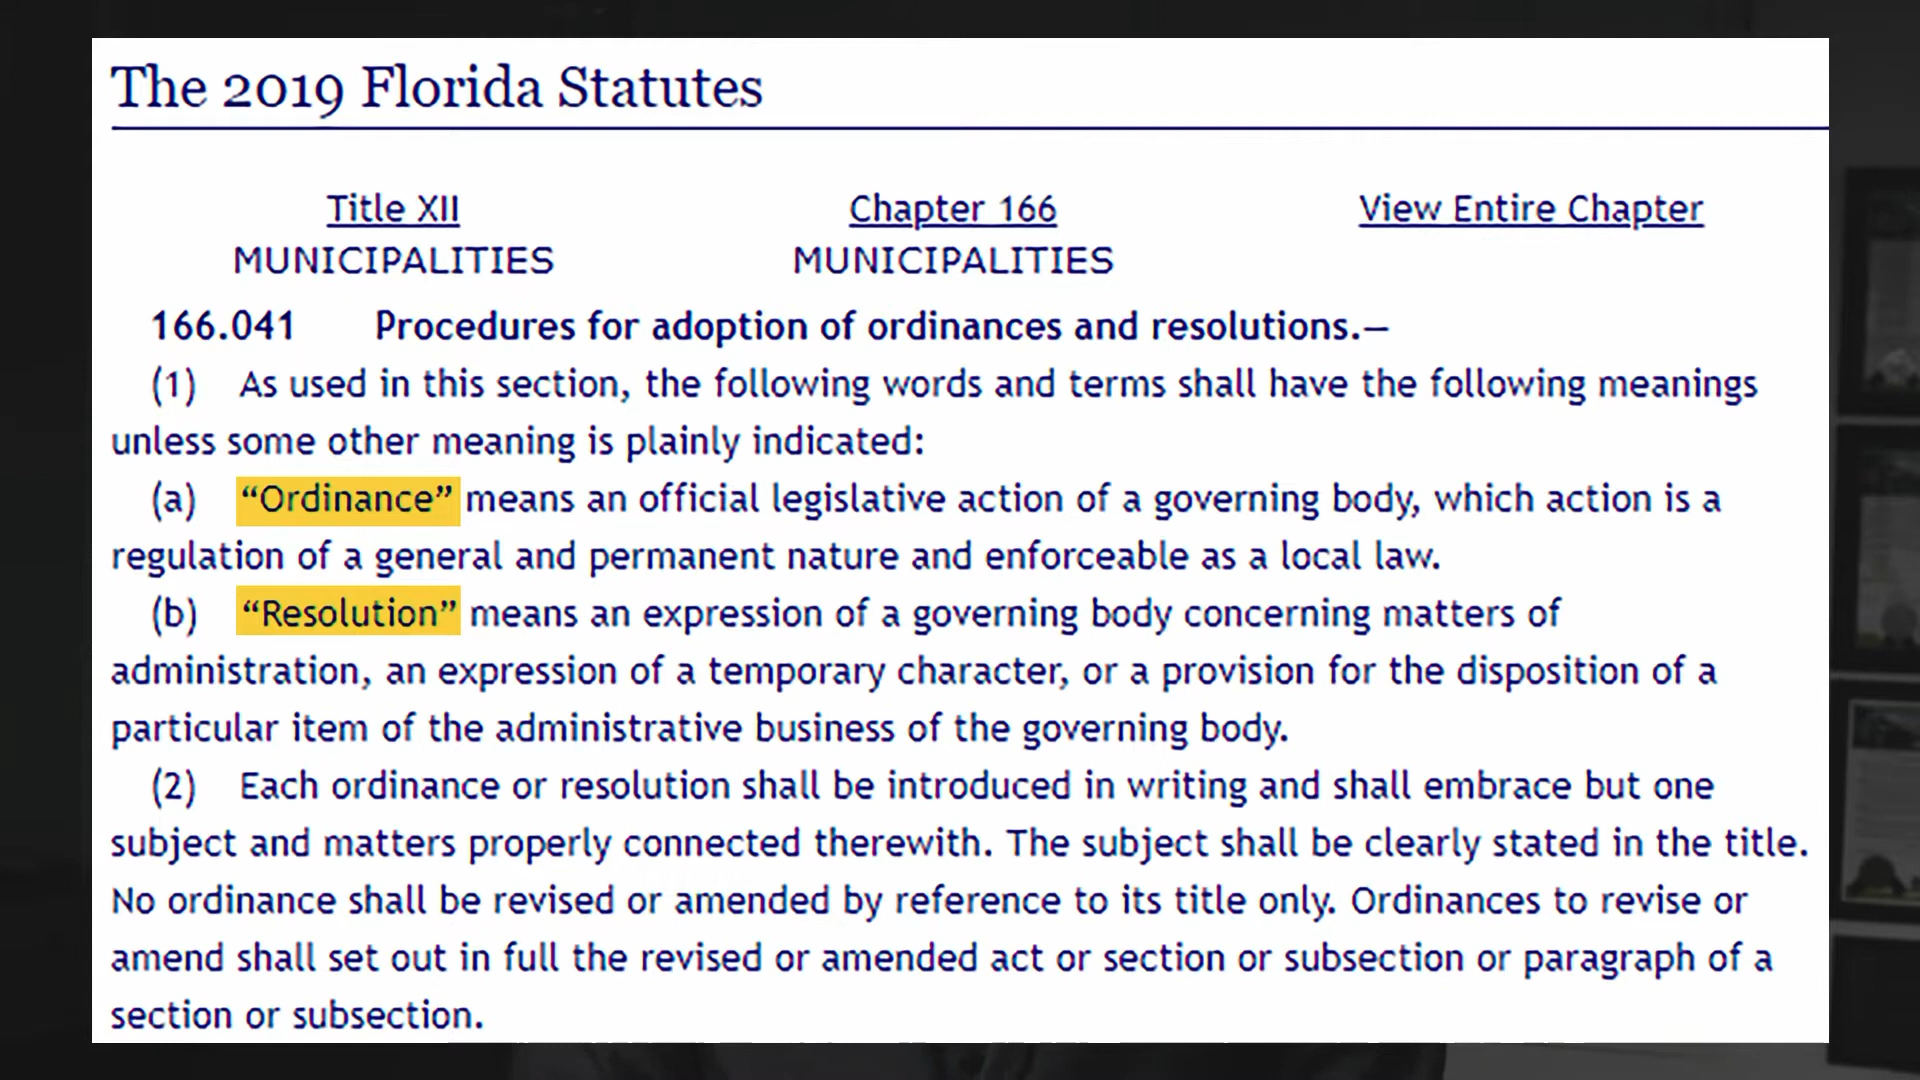 The 2019 Florida Statutes
Title XII Chapter 166 View Entire Chapter
MUNICIPALITIES MUNICIPALITIES
166.041 Procedures for adoption of ordinances and resolutions.—
(1) As used in this section, the following words and terms shall have the following meanings
unless some other meaning is plainly indicated:
(a) “Ordinance” means an official legislative action of a governing body, which action is a
regulation of a general and permanent nature and enforceable as a local law.
(b) “Resolution” means an expression of a governing body concerning matters of
administration, an expression of a temporary character, or a provision for the disposition of a
particular item of the administrative business of the governing body.
(2) Each ordinance or resolution shall be introduced in writing and shall embrace but one
subject and matters properly connected therewith. The subject shall be clearly stated in the title.
No ordinance shall be revised or amended by reference to its title only. Ordinances to revise or
amend shall set out in full the revised or amended act or section or subsection or paragraph of a
section or subsection.